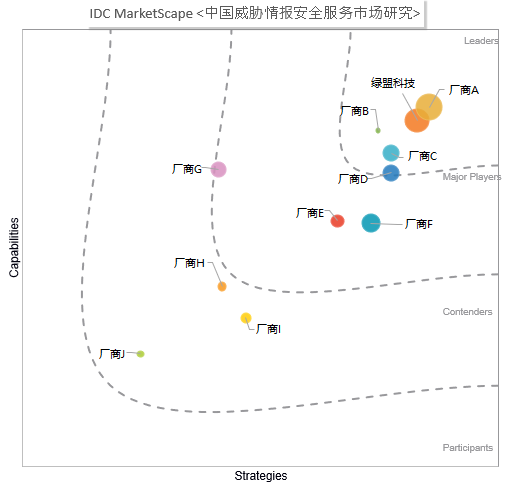 IDC MarketScape <中国威胁情报安全服务市场研究>
Leaders
绿盟科技
厂商A
厂商B
厂商C
厂商G
厂商D
Major Players
厂商E
厂商F
Capabilities
厂商H
Contenders
厂商I
厂商J
Participants
Strategies